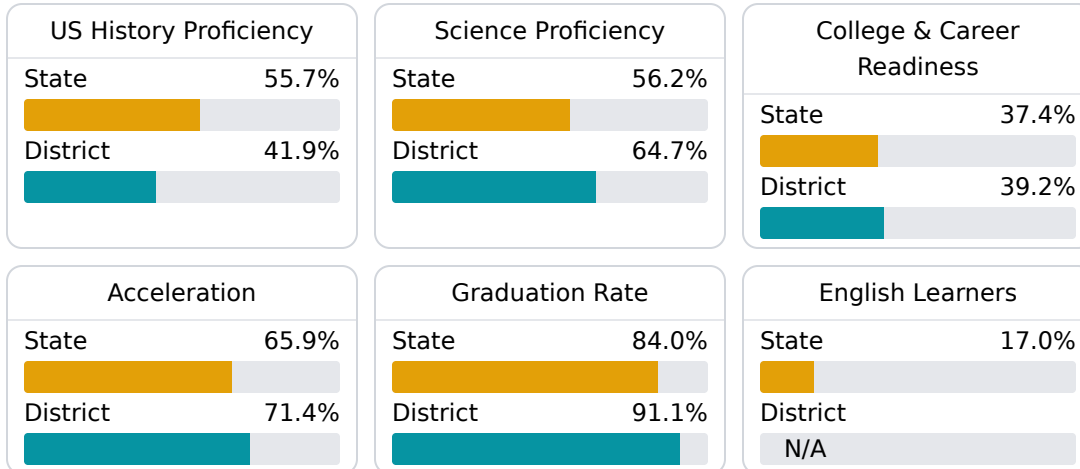 US History Proficiency
State 55.7%
District 41.9%
Science Proficiency
State 56.2%
District 64.7%
College & Career
Readiness
State 37.4%
District 39.2%
Acceleration
State 65.9%
District 71.4%
Graduation Rate
State 84.0%
District 91.1%
English Learners
State 17.0%
District
N/A